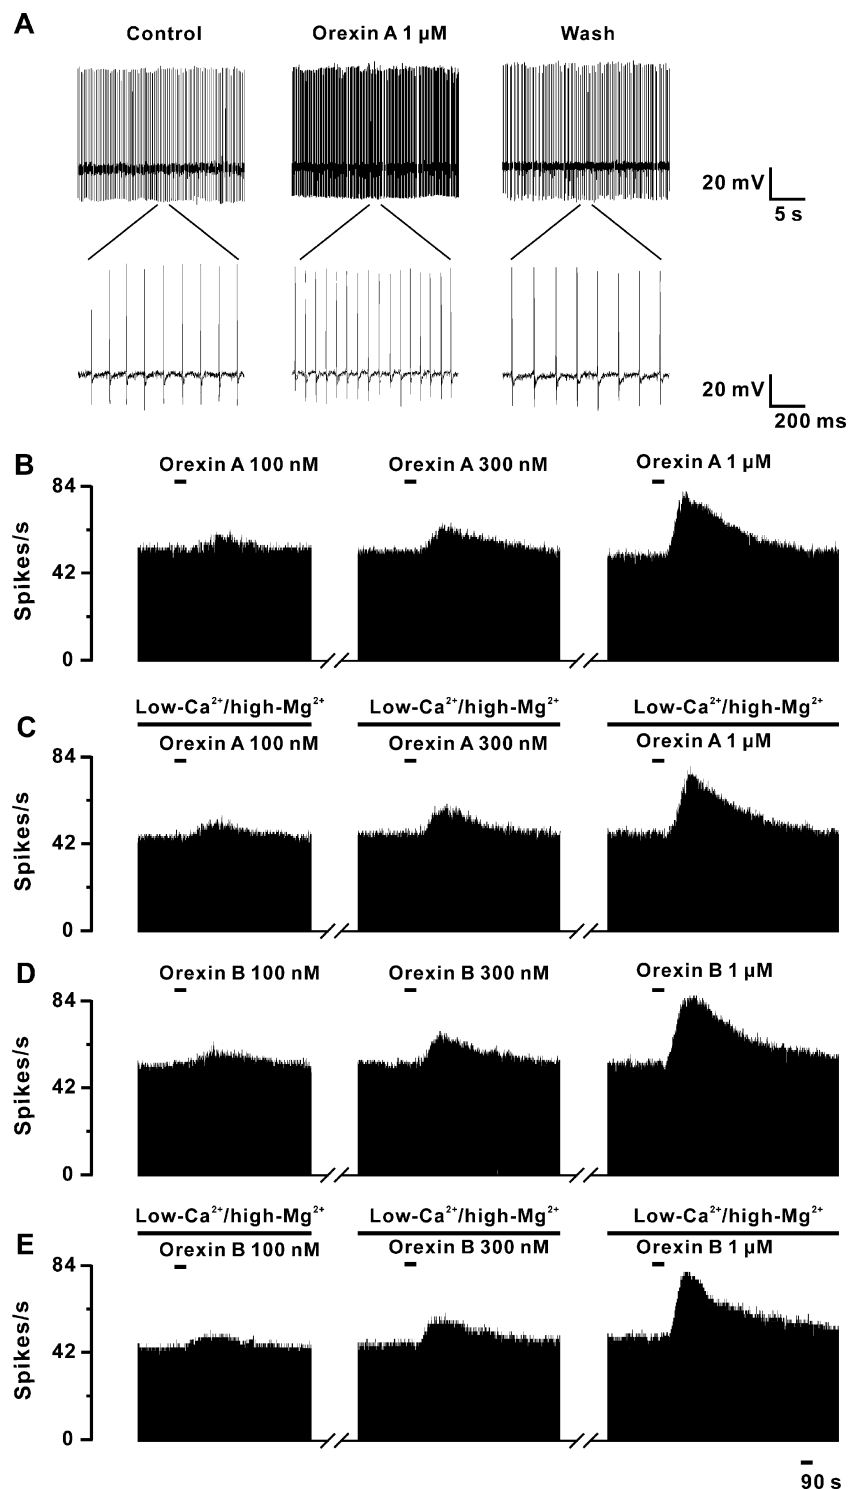 A
Control Orexin A 1 μM Wash
20 mV
5 s
20 mV
200 ms
B
Orexin A 100 nM Orexin A 300 nM Orexin A 1 μM
84
Spikes/s
42
0
Low-Ca²⁺/high-Mg²⁺ Low-Ca²⁺/high-Mg²⁺ Low-Ca²⁺/high-Mg²⁺
C
Orexin A 100 nM Orexin A 300 nM Orexin A 1 μM
84
Spikes/s
42
0
D
Orexin B 100 nM Orexin B 300 nM Orexin B 1 μM
84
Spikes/s
42
0
Low-Ca²⁺/high-Mg²⁺ Low-Ca²⁺/high-Mg²⁺ Low-Ca²⁺/high-Mg²⁺
E
Orexin B 100 nM Orexin B 300 nM Orexin B 1 μM
84
Spikes/s
42
0
90 s